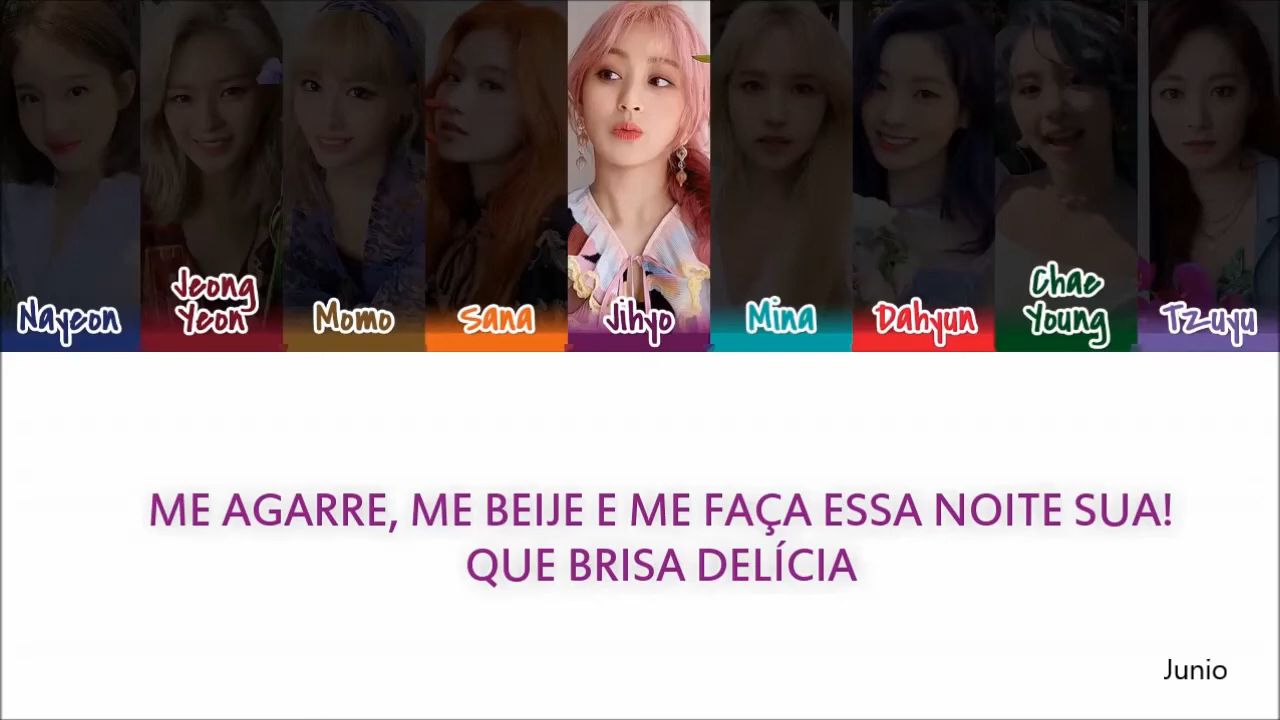 Nayeon
Jeong
Yeon
Momo
Sana
Jihyo
Mina
Dahyun
Chae
Young
TZuyu
ME AGARRE, ME BEIJE E ME FAÇA ESSA NOITE SUA!
QUE BRISA DELÍCIA
Junio